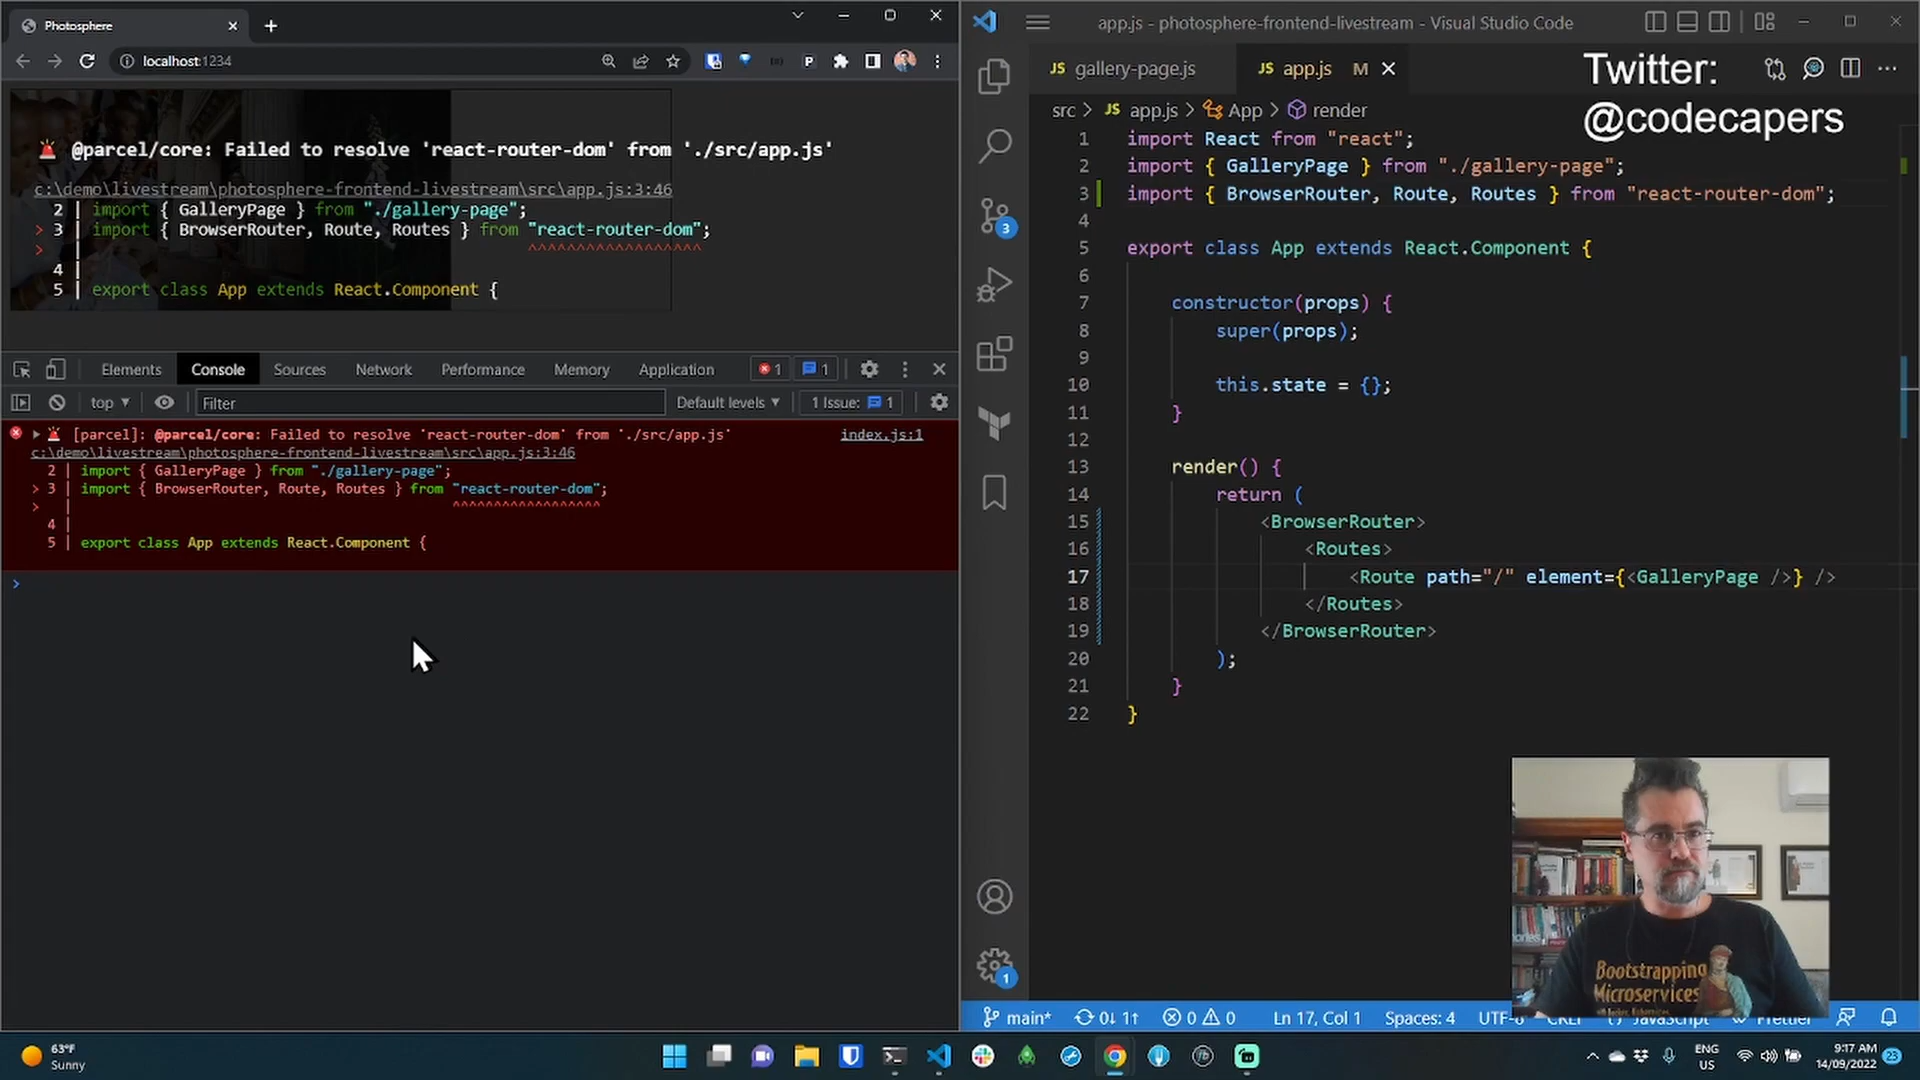 Photosphere
localhost:1234
🚨 @parcel/core: Failed to resolve 'react-router-dom' from './src/app.js'
c:\demo\livestream\photosphere-frontend-livestream\src\app.js:3:46
2 | import { GalleryPage } from "./gallery-page";
> 3 | import { BrowserRouter, Route, Routes } from "react-router-dom";
> | ^^^^^^^^^^^^^^^^^^
4 |
5 | export class App extends React.Component {
Elements Console Sources Network Performance Memory Application 1 1
top Filter Default levels 1 Issue: 1
[parcel]: @parcel/core: Failed to resolve 'react-router-dom' from './src/app.js' index.js:1
c:\demo\livestream\photosphere-frontend-livestream\src\app.js:3:46
2 | import { GalleryPage } from "./gallery-page";
> 3 | import { BrowserRouter, Route, Routes } from "react-router-dom";
> | ^^^^^^^^^^^^^^^^^^
4 |
5 | export class App extends React.Component {
>
app.js - photosphere-frontend-livestream - Visual Studio Code
JS gallery-page.js JS app.js M
Twitter:
@codecapers
src > JS app.js > App > render
1 import React from "react";
2 import { GalleryPage } from "./gallery-page";
3 import { BrowserRouter, Route, Routes } from "react-router-dom";
4
5 export class App extends React.Component {
6
7 constructor(props) {
8 super(props);
9
10 this.state = {};
11 }
12
13 render() {
14 return (
15 <BrowserRouter>
16 <Routes>
17 <Route path="/" element={<GalleryPage />} />
18 </Routes>
19 </BrowserRouter>
20 );
21 }
22 }
3
1
Bootstrapping
Microservices
main* 0↓ 1↑ 0 0 Ln 17, Col 1 Spaces: 4 UTF-8 CRLF {} JavaScript Prettier
63°F
Sunny
ENG
US
9:17 AM
14/09/2022
23